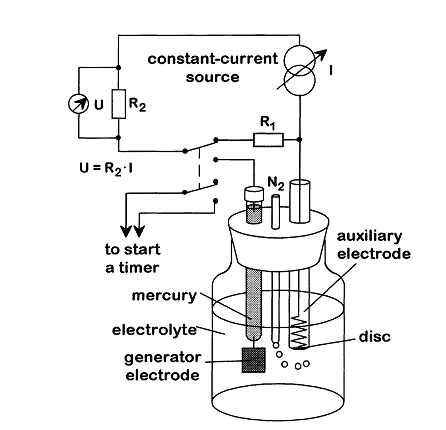 constant-current
source
I
U
R2
R1
U = R2·I
N2
to start
a timer
auxiliary
electrode
mercury
electrolyte
disc
generator
electrode